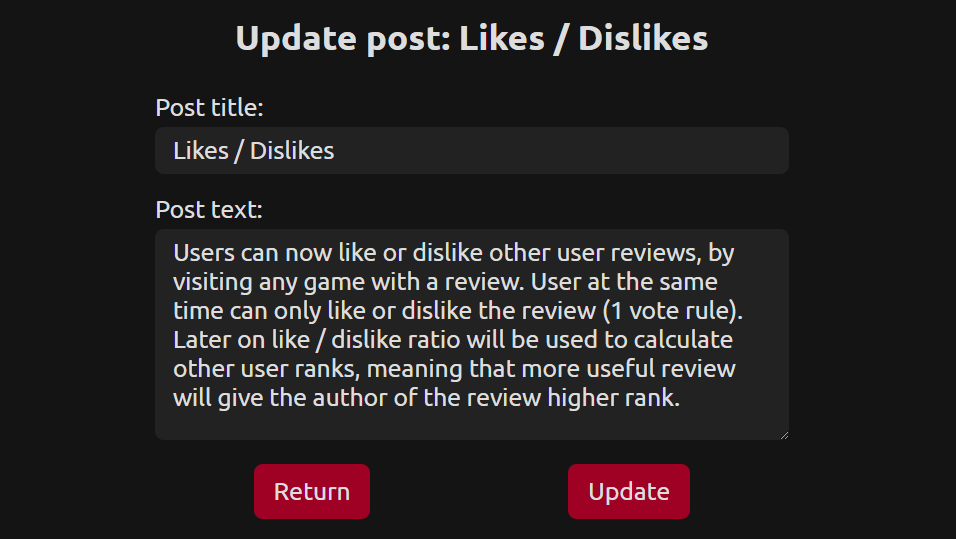 Update post: Likes / Dislikes
Post title:
Likes / Dislikes
Post text:
Users can now like or dislike other user reviews, by
visiting any game with a review. User at the same
time can only like or dislike the review (1 vote rule).
Later on like / dislike ratio will be used to calculate
other user ranks, meaning that more useful review
will give the author of the review higher rank.
Return
Update